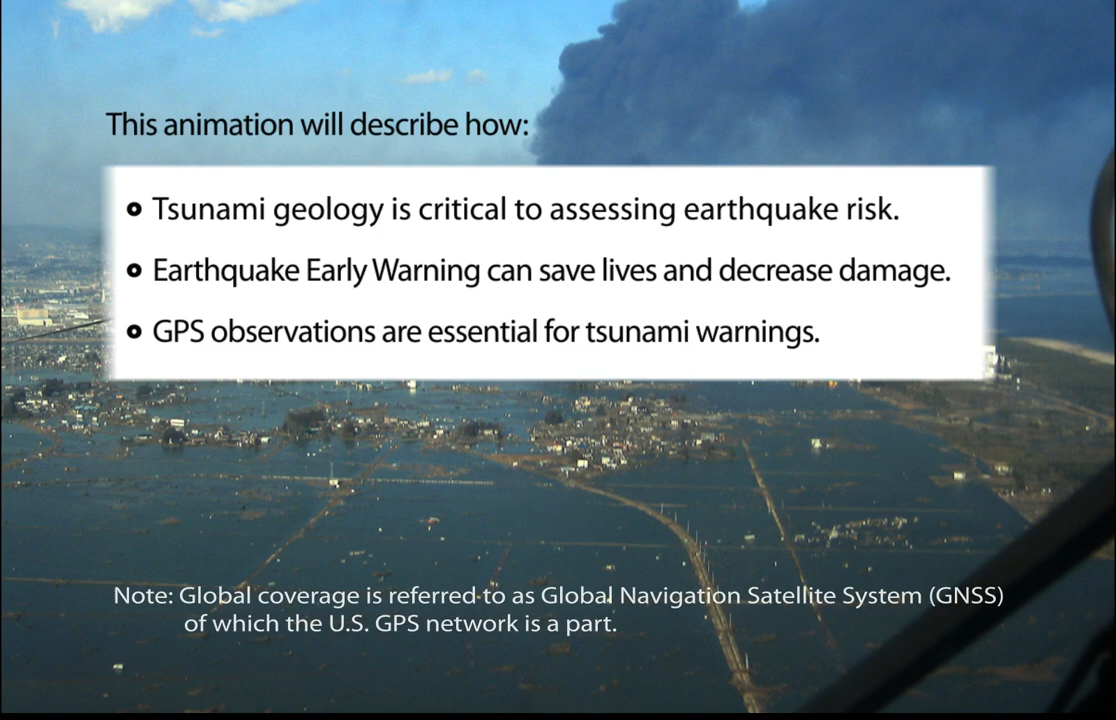 This animation will describe how:
Tsunami geology is critical to assessing earthquake risk.
Earthquake Early Warning can save lives and decrease damage.
GPS observations are essential for tsunami warnings.
Note: Global coverage is referred to as Global Navigation Satellite System (GNSS)
of which the U.S. GPS network is a part.